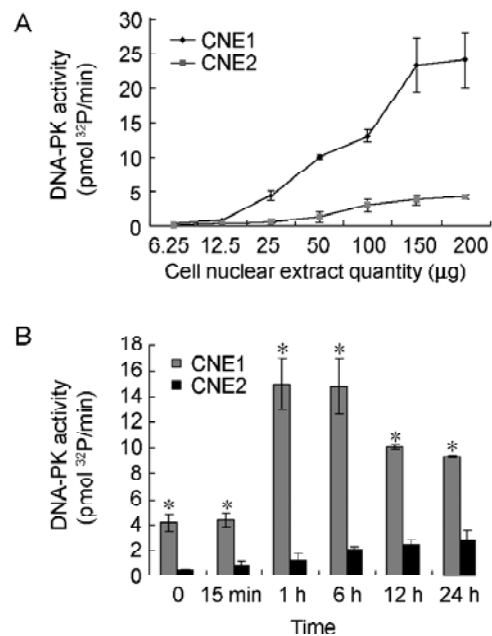 A
CNE1
CNE2
DNA-PK activity
(pmol ³²P/min)
30
25
20
15
10
5
0
6.25 12.5 25 50 100 150 200
Cell nuclear extract quantity (μg)
B
CNE1
CNE2
DNA-PK activity
(pmol ³²P/min)
18
16
14
12
10
8
6
4
2
0
* * * * * *
0 15 min 1 h 6 h 12 h 24 h
Time